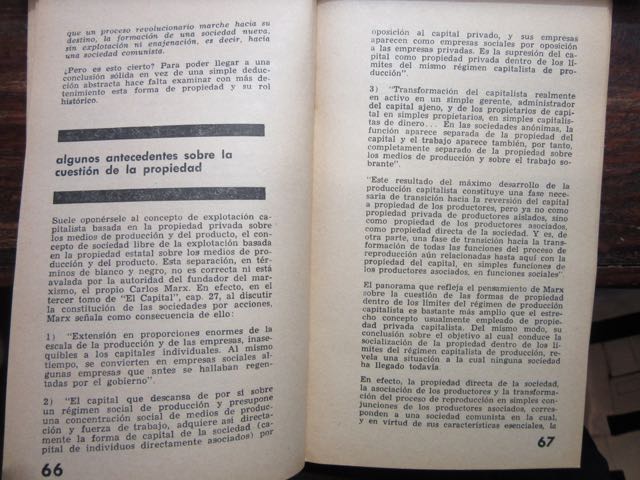 que un proceso revolucionario marche hacia su
destino, la formación de una sociedad nueva,
sin explotación ni enajenación, es decir, hacia
una sociedad comunista.
¿Pero es esto cierto? Para poder llegar a una
conclusión sólida en vez de una simple deduc-
ción abstracta hace falta examinar con más de-
tenimiento esta forma de propiedad y su rol
histórico.
algunos antecedentes sobre la
cuestión de la propiedad
Suele oponérsele al concepto de explotación ca-
pitalista basada en la propiedad privada sobre
los medios de producción y del producto, el con-
cepto de sociedad libre de la explotación basada
en la propiedad estatal sobre los medios de pro-
ducción y del producto. Esta separación, en tér-
minos de blanco y negro, no es correcta ni está
avalada por la autoridad del fundador del mar-
xismo, el propio Carlos Marx. En efecto, en el
tercer tomo de "El Capital", cap. 27, al discutir
la constitución de las sociedades por acciones,
Marx señala como consecuencia de ello:
1) "Extensión en proporciones enormes de la
escala de la producción y de las empresas, inase-
quibles a los capitales individuales. Al mismo
tiempo, se convierten en empresas sociales al-
gunas empresas que antes se hallaban regen-
tadas por el gobierno".
2) "El capital que descansa de por sí sobre
un régimen social de producción y presupone
una concentración social de medios de produc-
ción y fuerza de trabajo, adquiere así directa-
mente la forma de capital de la sociedad (ca-
pital de individuos directamente asociados) por
66
oposición al capital privado, y sus empresas
aparecen como empresas sociales por oposición
a las empresas privadas. Es la supresión del ca-
pital como propiedad privada dentro de los lí-
mites del mismo régimen capitalista de pro-
ducción".
3) "Transformación del capitalista realmente
en activo en un simple gerente, administrador
del capital ajeno, y de los propietarios de capi-
tal en simples propietarios, en simples capitalis-
tas de dinero... En las sociedades anónimas, la
función aparece separada de la propiedad del
capital y el trabajo aparece también, por tanto,
completamente separado de la propiedad sobre
los medios de producción y sobre el trabajo so-
brante".
"Este resultado del máximo desarrollo de la
producción capitalista constituye una fase nece-
saria de transición hacia la reversión del capital
a propiedad de los productores, pero ya no como
propiedad privada de productores aislados, sino
como propiedad de los productores asociados,
como propiedad directa de la sociedad. Y es, de
otra parte, una fase de transición hacia la trans-
formación de todas las funciones del proceso de
reproducción aún relacionadas hasta aquí con la
propiedad del capital, en simples funciones de
los productores asociados, en funciones sociales"
El panorama que refleja el pensamiento de Marx
sobre la cuestión de las formas de propiedad
dentro de los límites del régimen de producción
capitalista es bastante más amplio que el estre-
cho concepto usualmente empleado de propie-
dad privada capitalista. Del mismo modo, su
conclusión sobre el objetivo al cual conduce la
socialización de la propiedad dentro de los lí-
mites del régimen capitalista de producción, re-
vela una situación a la cual ninguna sociedad
ha llegado todavía.
En efecto, la propiedad directa de la sociedad,
la asociación de los productores y la transforma-
ción del proceso de reproducción en simples con-
junciones de los productores asociados, corres-
ponden a una sociedad comunista en la cual,
y en virtud de sus características esenciales, la
67